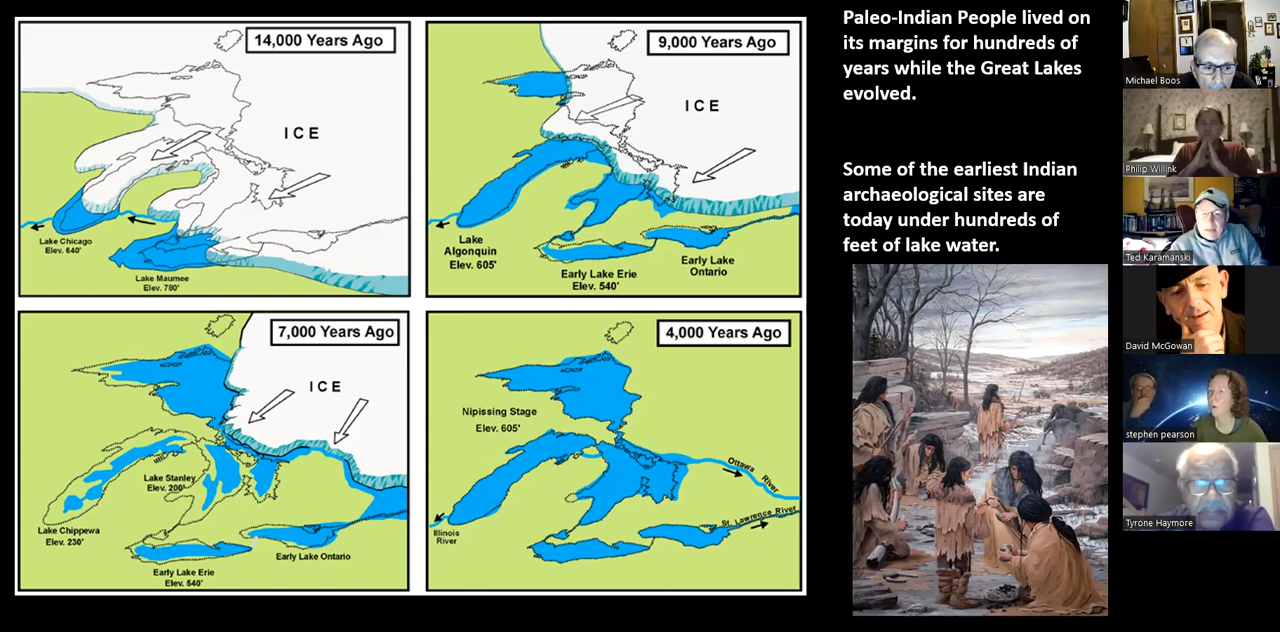 14,000 Years Ago
ICE
Lake Chicago
Elev. 640'
Lake Maumee
Elev. 780'
9,000 Years Ago
ICE
Lake
Algonquin
Elev. 605'
Early Lake Erie
Elev. 540'
Early Lake
Ontario
7,000 Years Ago
ICE
Lake Stanley
Elev. 200'
Lake Chippewa
Elev. 230'
Early Lake Ontario
Early Lake Erie
Elev. 540'
4,000 Years Ago
Nipissing Stage
Elev. 605'
Ottawa
River
St. Lawrence River
Illinois
River
Paleo-Indian People lived on
its margins for hundreds of
years while the Great Lakes
evolved.
Some of the earliest Indian
archaeological sites are
today under hundreds of
feet of lake water.
Michael Boos
Philip Willink
Ted Karamanski
David McGowan
stephen pearson
Tyrone Haymore